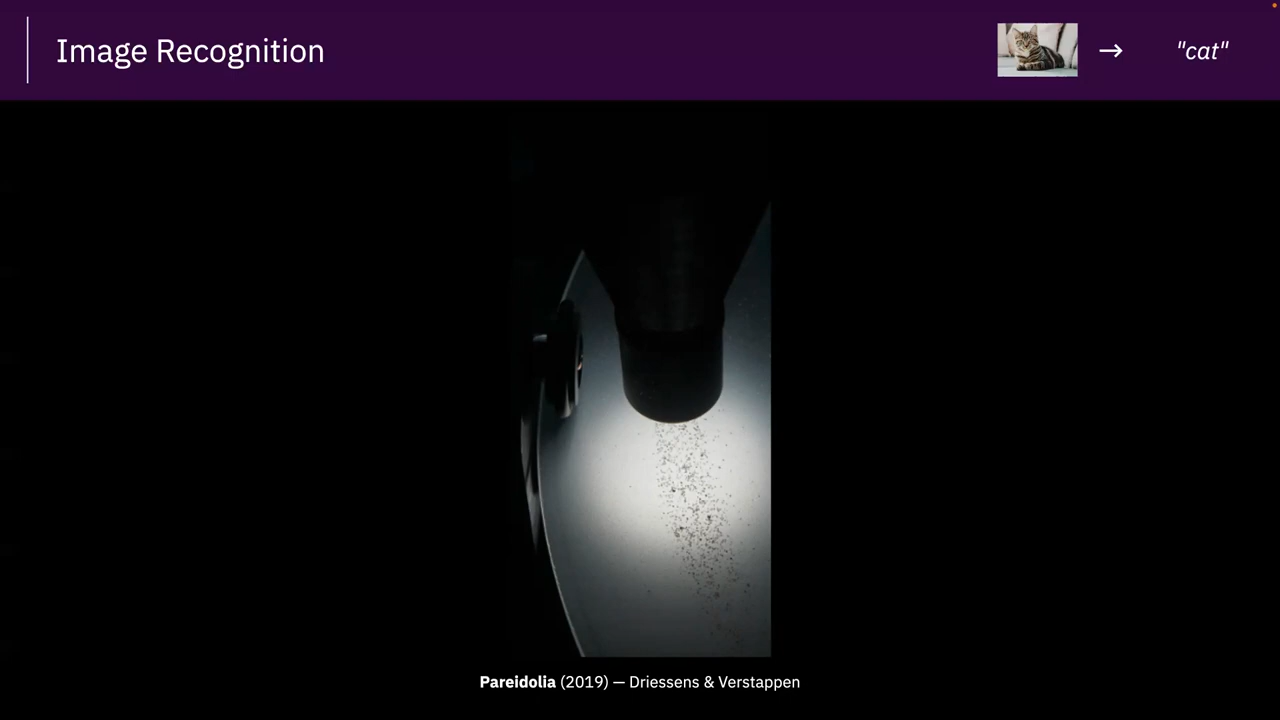 Image Recognition
→ "cat"
Pareidolia (2019) — Driessens & Verstappen